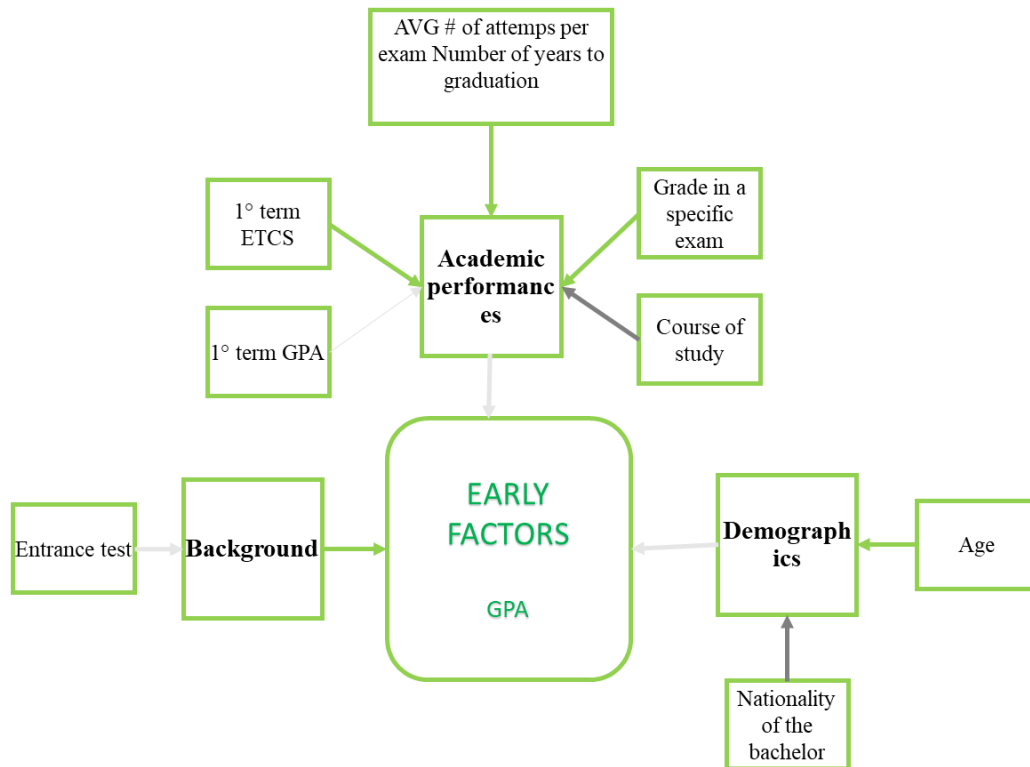 AVG # of attemps per
exam Number of years to
graduation
1° term
ETCS
Grade in a
specific
exam
Academic
performanc
es
1° term GPA
Course of
study
EARLY
FACTORS
GPA
Entrance test
Background
Demograph
ics
Age
Nationality
of the
bachelor